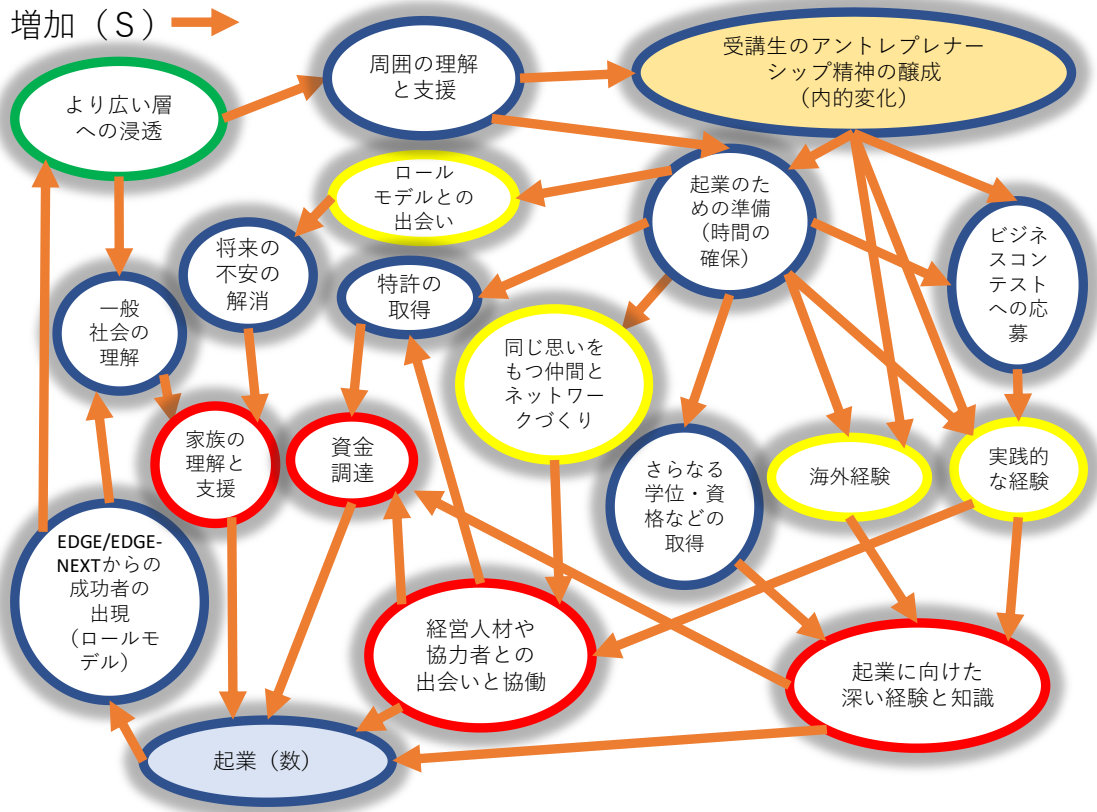 増加（S）
周囲の理解
と支援
受講生のアントレプレナー
シップ精神の醸成
（内的変化）
より広い層
への浸透
ロール
モデルとの
出会い
起業のた
めの準備
（時間の
確保）
ビジネ
スコン
テスト
への応
募
将来の
不安の
解消
特許の
取得
一般
社会の
理解
同じ思いを
もつ仲間と
ネットワー
クづくり
家族の
理解と
支援
資金
調達
さらなる
学位・資
格などの
取得
海外経験
実践的
な経験
EDGE/EDGE-
NEXTからの
成功者の
出現
（ロールモ
デル）
経営人材や
協力者との
出会いと協働
起業に向けた
深い経験と知識
起業（数）